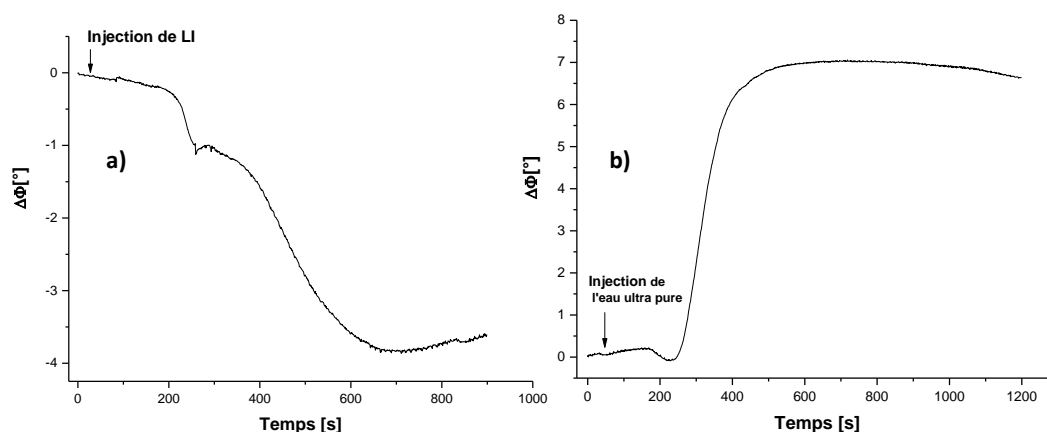 Injection de LI
a)
0
-1
-2
-3
-4
ΔΦ[°]
0 200 400 600 800 1000
Temps [s]
b)
8
7
6
5
4
3
2
1
0
ΔΦ[°]
Injection de
l'eau ultra pure
0 200 400 600 800 1000 1200
Temps [s]